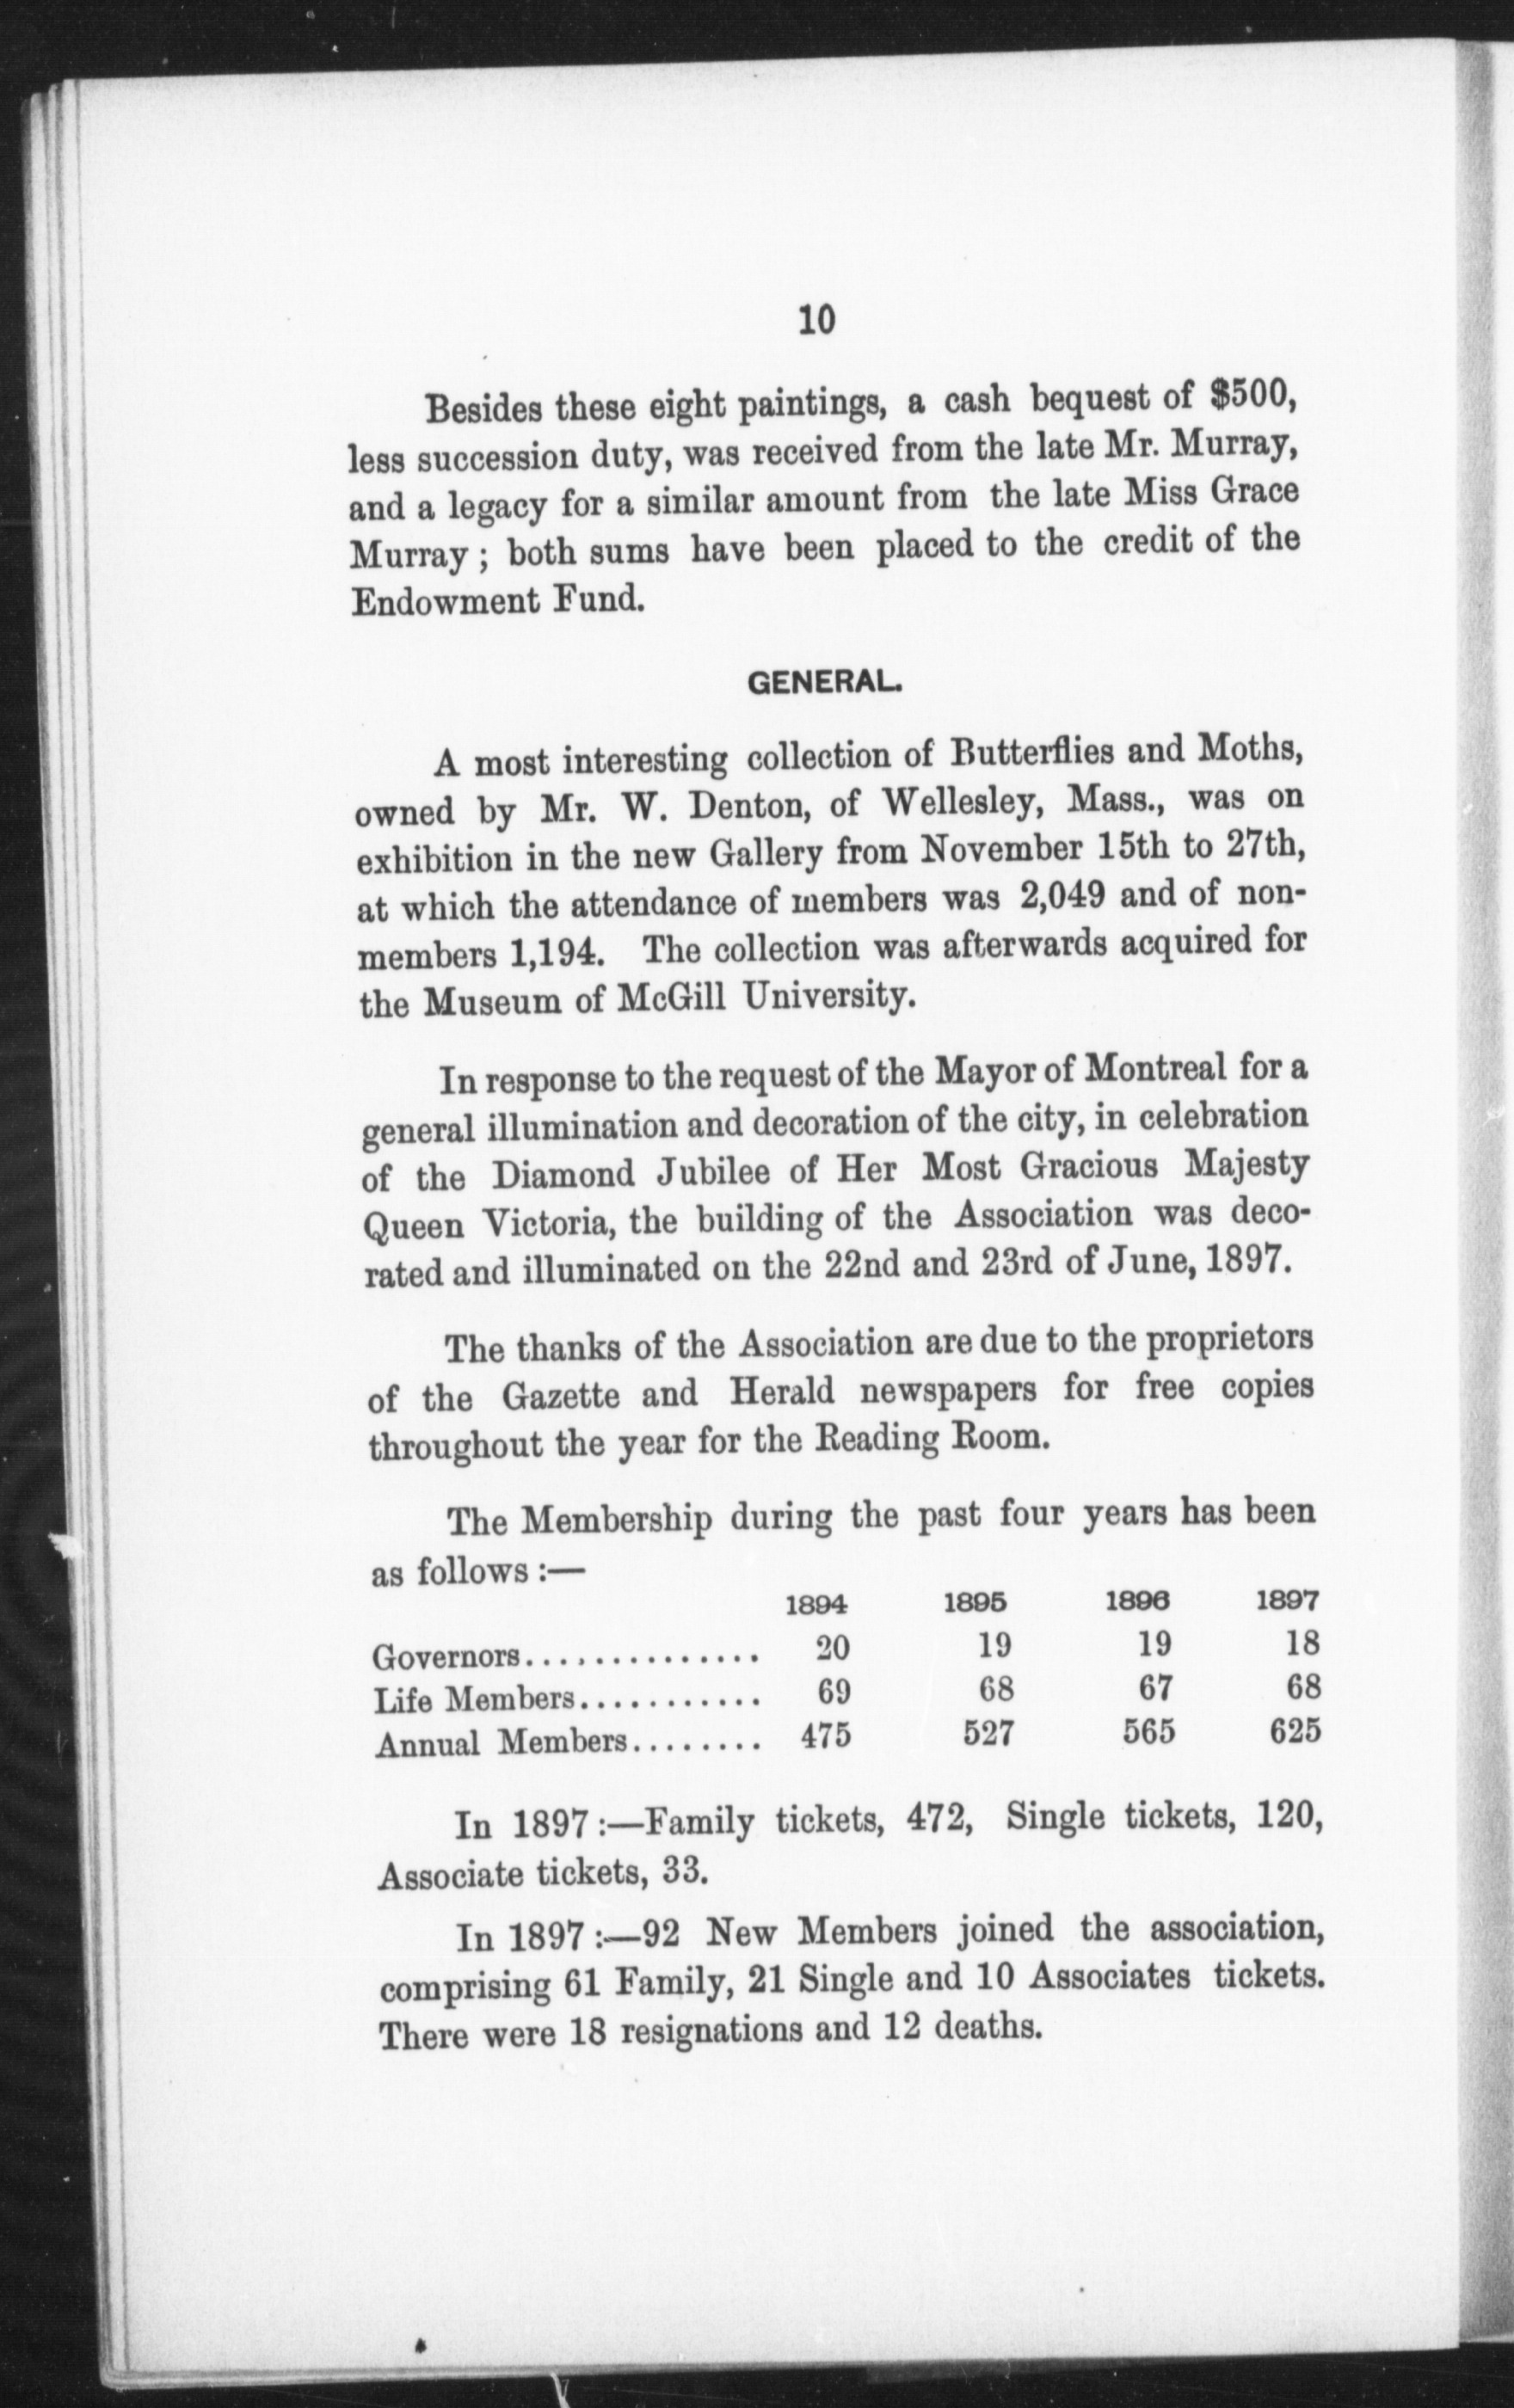 10
Besides these eight paintings, a cash bequest of $500,
less succession duty, was received from the late Mr. Murray,
and a legacy for a similar amount from the late Miss Grace
Murray ; both sums have been placed to the credit of the
Endowment Fund.
GENERAL.
A most interesting collection of Butterflies and Moths,
owned by Mr. W. Denton, of Wellesley, Mass., was on
exhibition in the new Gallery from November 15th to 27th,
at which the attendance of members was 2,049 and of non-
members 1,194. The collection was afterwards acquired for
the Museum of McGill University.
In response to the request of the Mayor of Montreal for a
general illumination and decoration of the city, in celebration
of the Diamond Jubilee of Her Most Gracious Majesty
Queen Victoria, the building of the Association was deco-
rated and illuminated on the 22nd and 23rd of June, 1897.
The thanks of the Association are due to the proprietors
of the Gazette and Herald newspapers for free copies
throughout the year for the Reading Room.
The Membership during the past four years has been
as follows :—
1894 1895 1896 1897
Governors.............. 20 19 19 18
Life Members........... 69 68 67 68
Annual Members........ 475 527 565 625
In 1897 :—Family tickets, 472, Single tickets, 120,
Associate tickets, 33.
In 1897 :—92 New Members joined the association,
comprising 61 Family, 21 Single and 10 Associates tickets.
There were 18 resignations and 12 deaths.